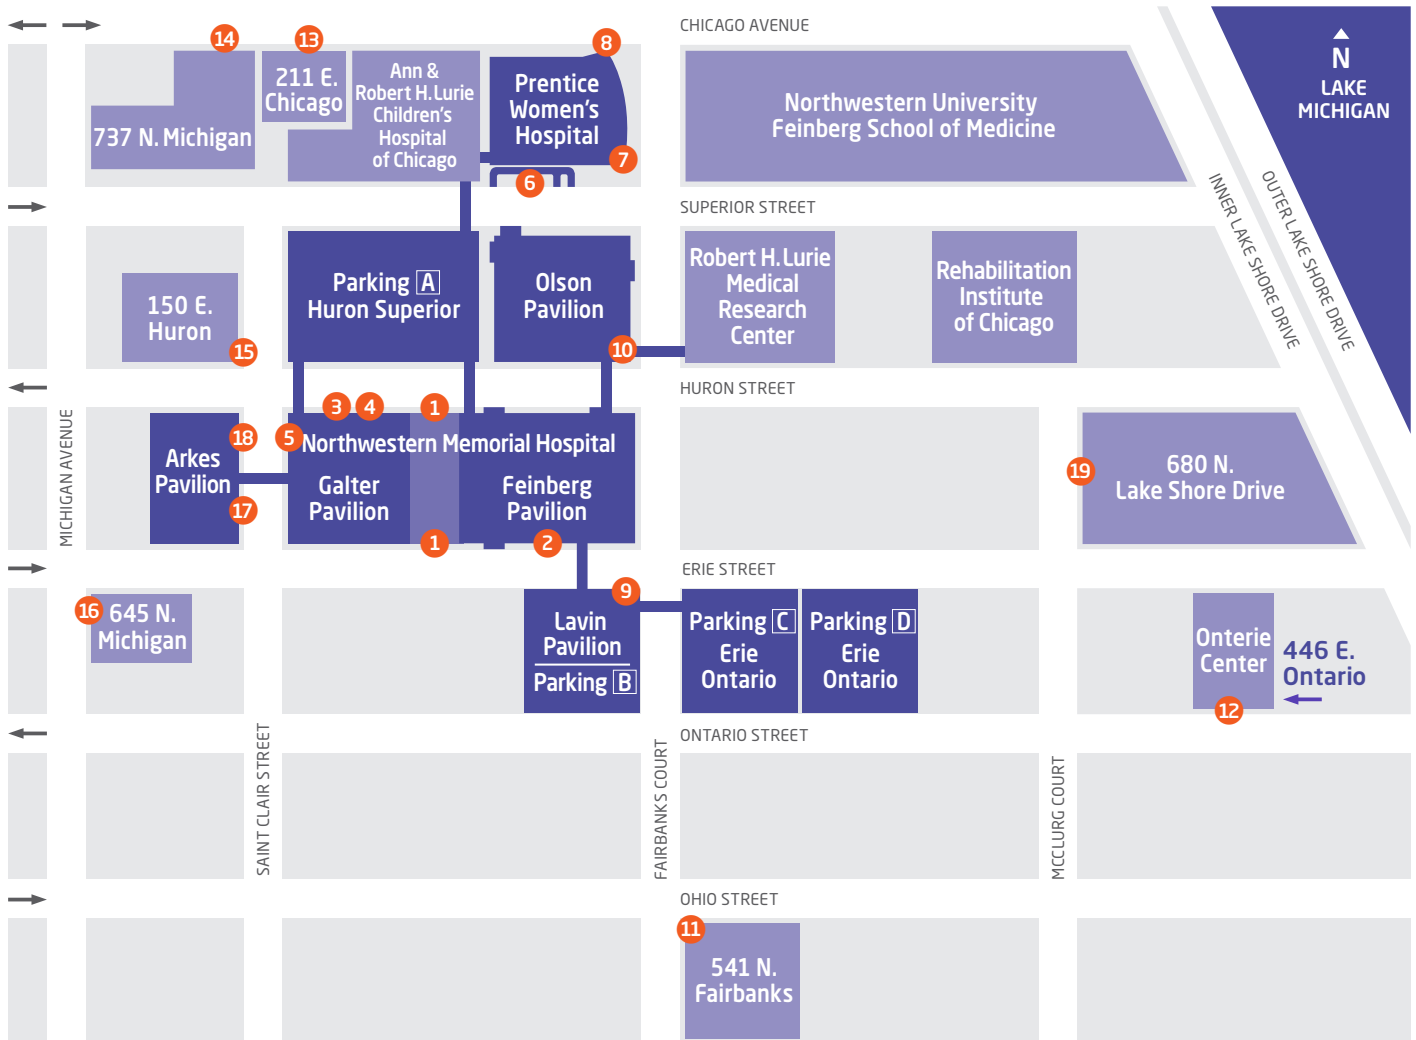 CHICAGO AVENUE
14
13
8
N
LAKE
MICHIGAN
737 N. Michigan
211 E.
Chicago
Ann &
Robert H. Lurie
Children's
Hospital
of Chicago
Prentice
Women's
Hospital
7
6
Northwestern University
Feinberg School of Medicine
INNER LAKE SHORE DRIVE
OUTER LAKE SHORE DRIVE
SUPERIOR STREET
150 E.
Huron
15
Parking A
Huron Superior
Olson
Pavilion
10
Robert H. Lurie
Medical
Research
Center
Rehabilitation
Institute
of Chicago
HURON STREET
MICHIGAN AVENUE
3
4
1
18
5
Northwestern Memorial Hospital
Arkes
Pavilion
17
Galter
Pavilion
Feinberg
Pavilion
1
2
19
680 N.
Lake Shore Drive
ERIE STREET
16
645 N.
Michigan
9
Lavin
Pavilion
Parking B
Parking C
Erie
Ontario
Parking D
Erie
Ontario
Onterie
Center
446 E.
Ontario
12
ONTARIO STREET
SAINT CLAIR STREET
FAIRBANKS COURT
MCCLURG COURT
OHIO STREET
11
541 N.
Fairbanks